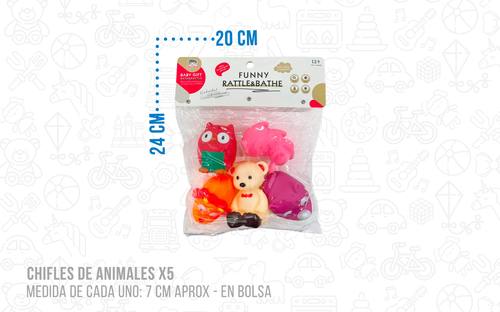 20 CM
24 CM
BABY GIFT
FUNNY
RATTLE&BATHE
12+
CHIFLES DE ANIMALES X5
MEDIDA DE CADA UNO: 7 CM APROX - EN BOLSA